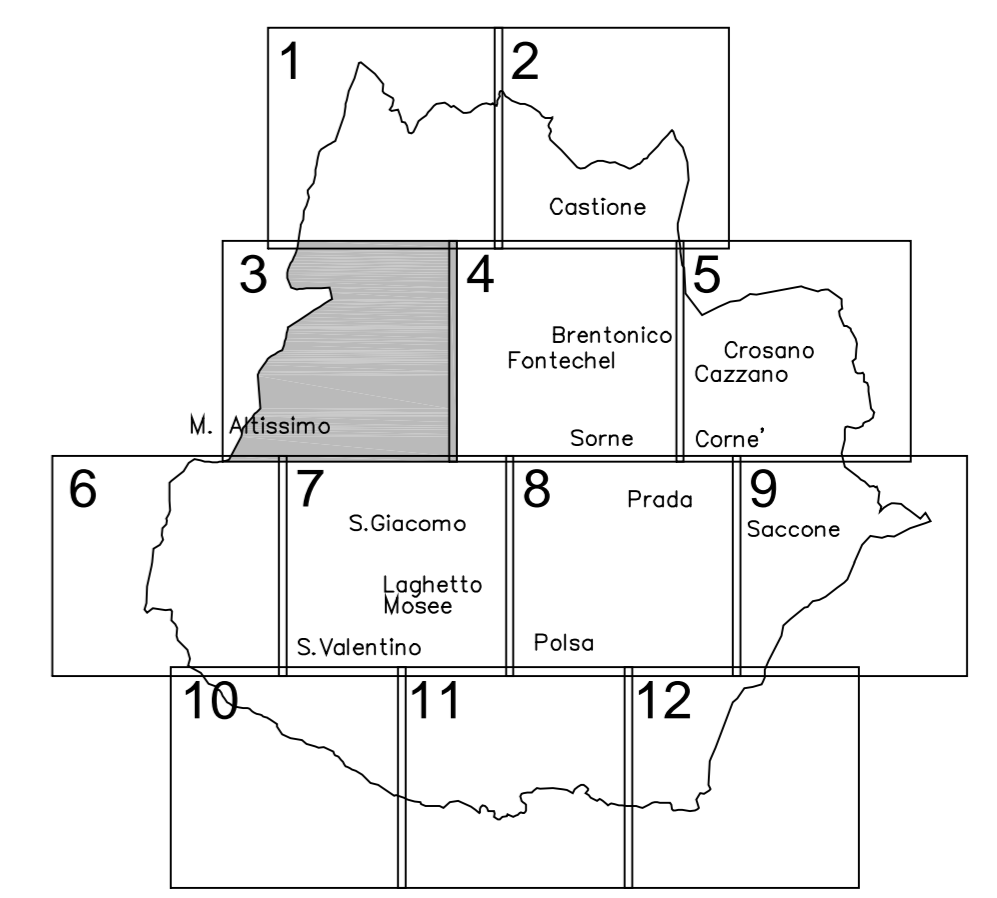 1
2
Castione
3
4
5
Brentonico
Fontechel
Crosano
Cazzano
M. Altissimo
Sorne
Corne'
6
7
8
9
S.Giacomo
Prada
Saccone
Laghetto
Mosee
S.Valentino
Polsa
10
11
12